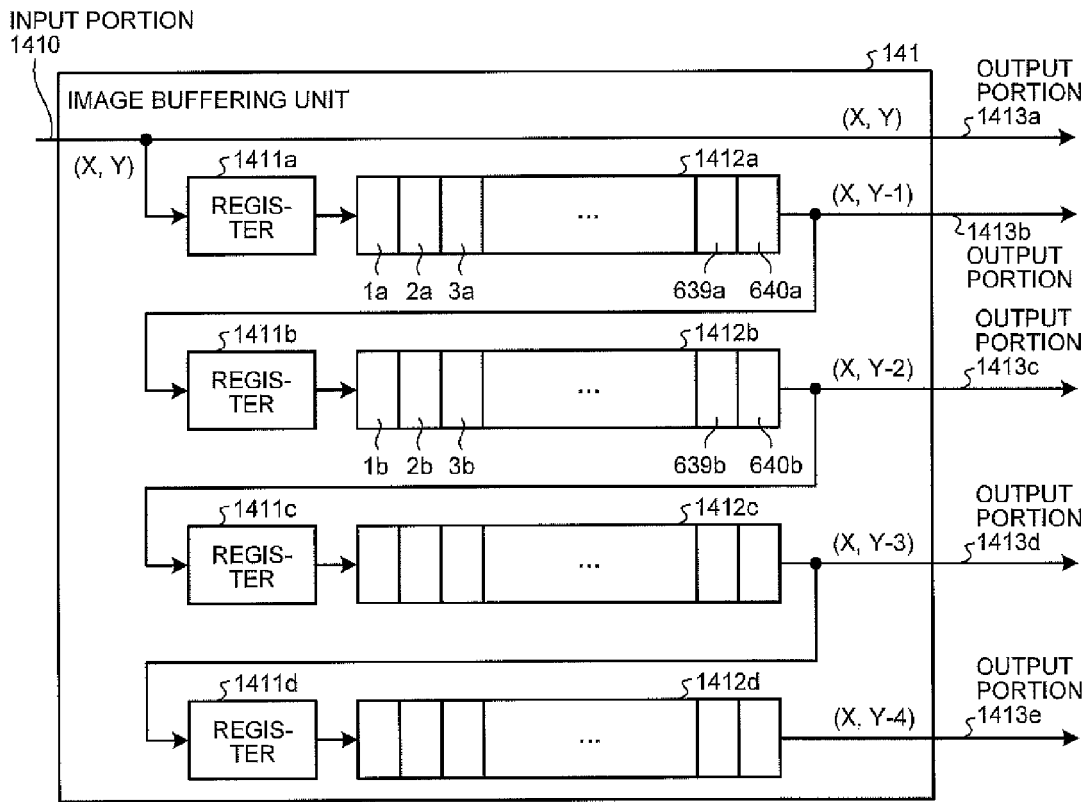 INPUT PORTION
1410
141
IMAGE BUFFERING UNIT
OUTPUT
PORTION
1413a
(X, Y)
(X, Y)
1411a
REGIS-
TER
1412a
...
(X, Y-1)
1413b
OUTPUT
PORTION
1a
2a
3a
639a
640a
1411b
REGIS-
TER
1412b
...
(X, Y-2)
OUTPUT
PORTION
1413c
1b
2b
3b
639b
640b
1411c
REGIS-
TER
1412c
...
(X, Y-3)
OUTPUT
PORTION
1413d
1411d
REGIS-
TER
1412d
...
(X, Y-4)
OUTPUT
PORTION
1413e